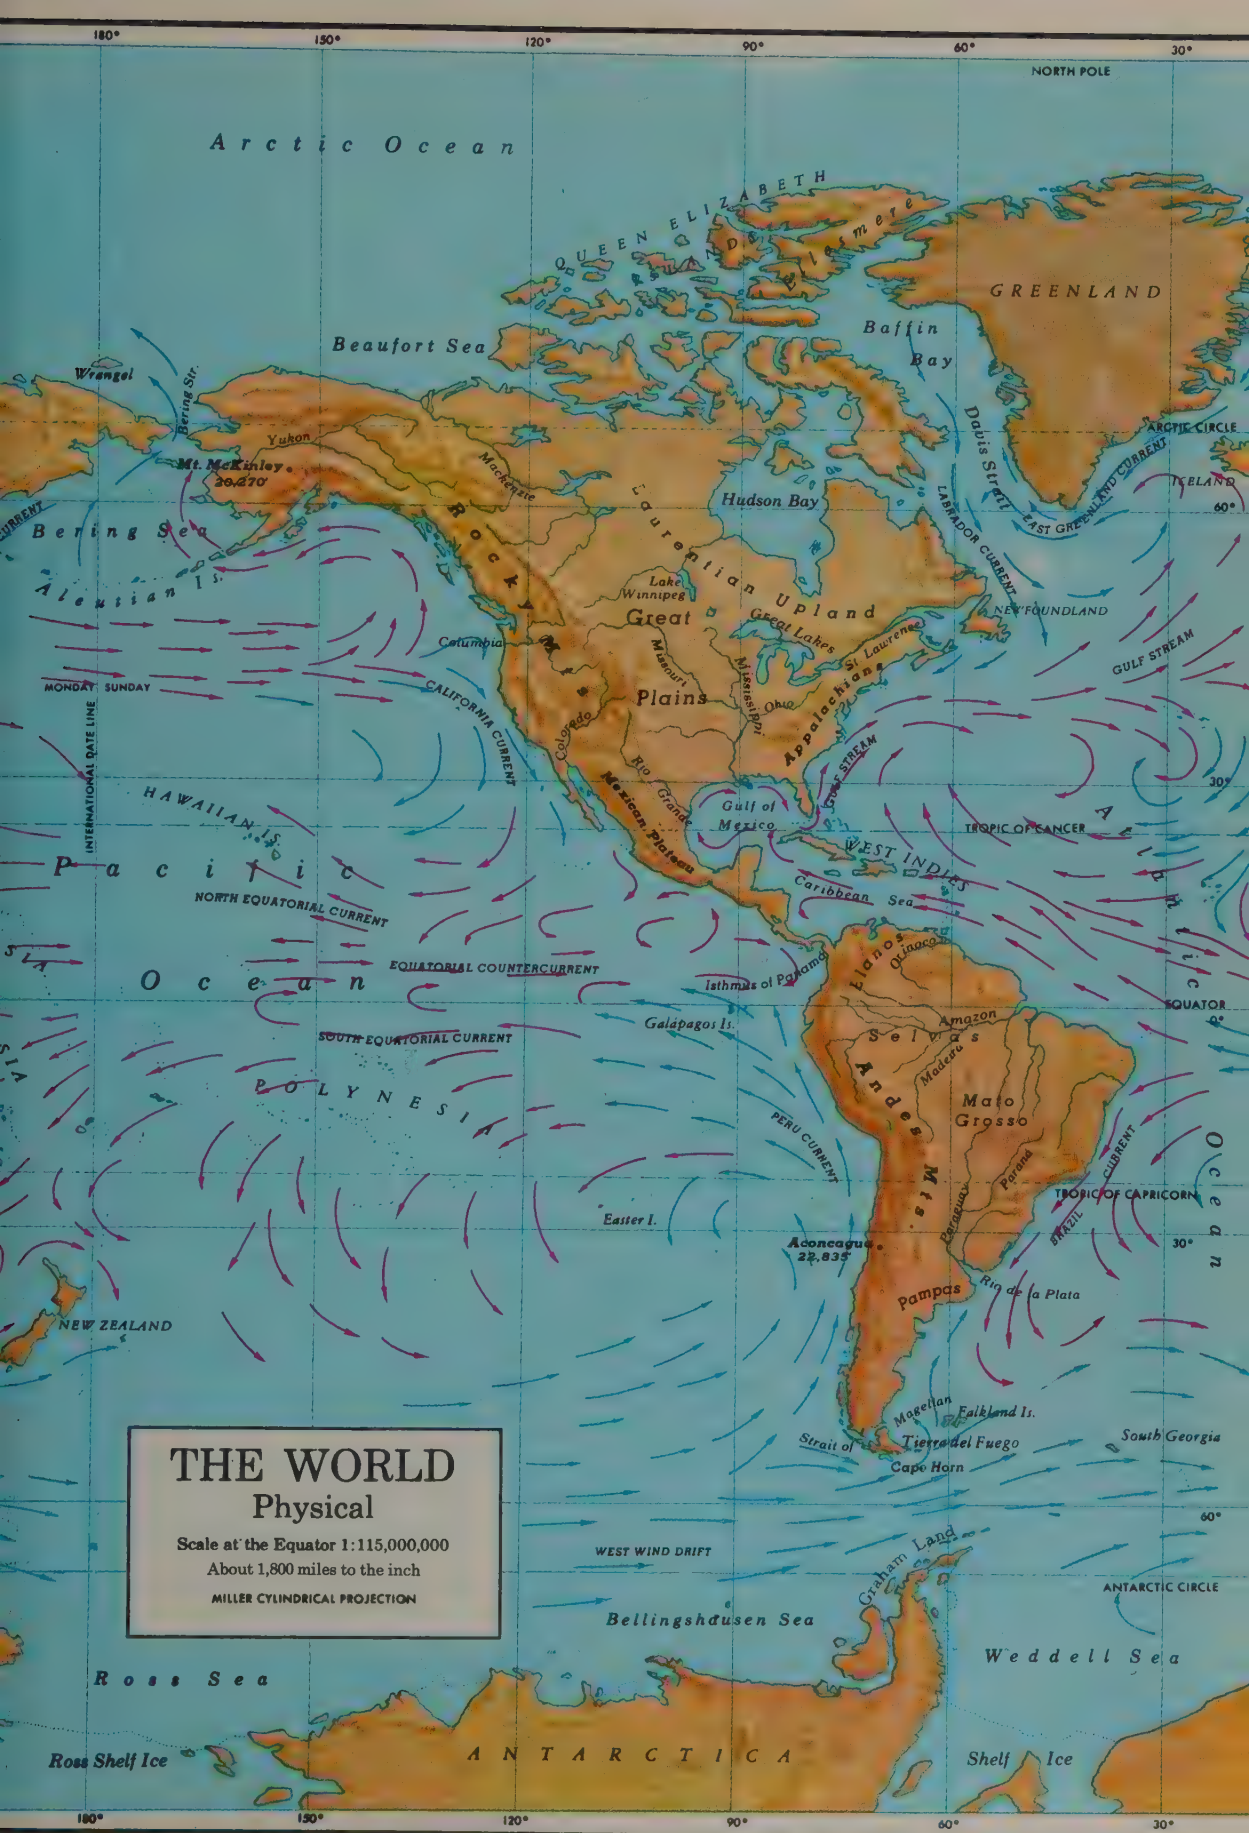 180°
150°
120°
90°
60°
30°
NORTH POLE
Arctic Ocean
QUEEN ELIZABETH
ISLANDS
Ellesmere
GREENLAND
Baffin
Bay
Beaufort Sea
Wrangel
Bering Str.
Davis Strait
ARCTIC CIRCLE
Yukon
Mt. McKinley
20,270'
Mackenzie
Hudson Bay
LABRADOR CURRENT
EAST GREENLAND CURRENT
ICELAND
60°
CURRENT
Bering Sea
Aleutian Is.
Rocky Mts.
Laurentian Upland
Lake
Winnipeg
Great
Plains
Great Lakes
St Lawrence
NEWFOUNDLAND
Columbia
Missouri
Mississippi
Ohio
Appalachian
GULF STREAM
MONDAY SUNDAY
INTERNATIONAL DATE LINE
CALIFORNIA CURRENT
Colorado
Rio Grande
Mexican Plateau
GULF STREAM
30°
Gulf of
Mexico
HAWAIIAN IS.
TROPIC OF CANCER
WEST INDIES
Atlantic
Pacific
Caribbean Sea
NORTH EQUATORIAL CURRENT
SIA
EQUATORIAL COUNTERCURRENT
Isthmus of Panama
Llanos
Orinoco
Ocean
EQUATOR
0°
Galápagos Is.
Amazon
Selvas
SOUTH EQUATORIAL CURRENT
SIA
Madeira
Andes Mts.
POLYNESIA
Mato
Grosso
PERU CURRENT
BRAZIL CURRENT
Ocean
Paraná
Paraguay
TROPIC OF CAPRICORN
Easter I.
Aconcagua
22,835'
30°
Pampas
Rio de la Plata
NEW ZEALAND
Strait of Magellan
Falkland Is.
Tierra del Fuego
Cape Horn
South Georgia
THE WORLD
Physical
Scale at the Equator 1:115,000,000
About 1,800 miles to the inch
MILLER CYLINDRICAL PROJECTION
60°
WEST WIND DRIFT
Graham Land
ANTARCTIC CIRCLE
Bellingshausen Sea
Weddell Sea
Ross Sea
Ross Shelf Ice
ANTARCTICA
Shelf Ice
180°
150°
120°
90°
60°
30°